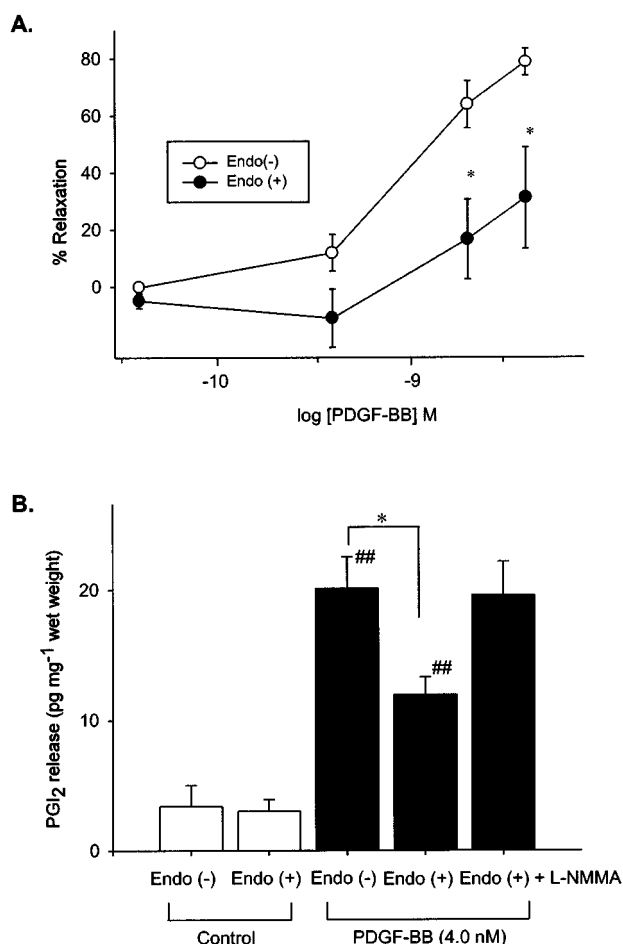 A.
80
60
40
20
0
% Relaxation
Endo(-)
Endo (+)
*
*
-10
-9
log [PDGF-BB] M
B.
20
10
0
PGI₂ release (pg mg⁻¹ wet weight)
*
##
##
Endo (-) Endo (+) Endo (-) Endo (+) Endo (+) + L-NMMA
Control PDGF-BB (4.0 nM)